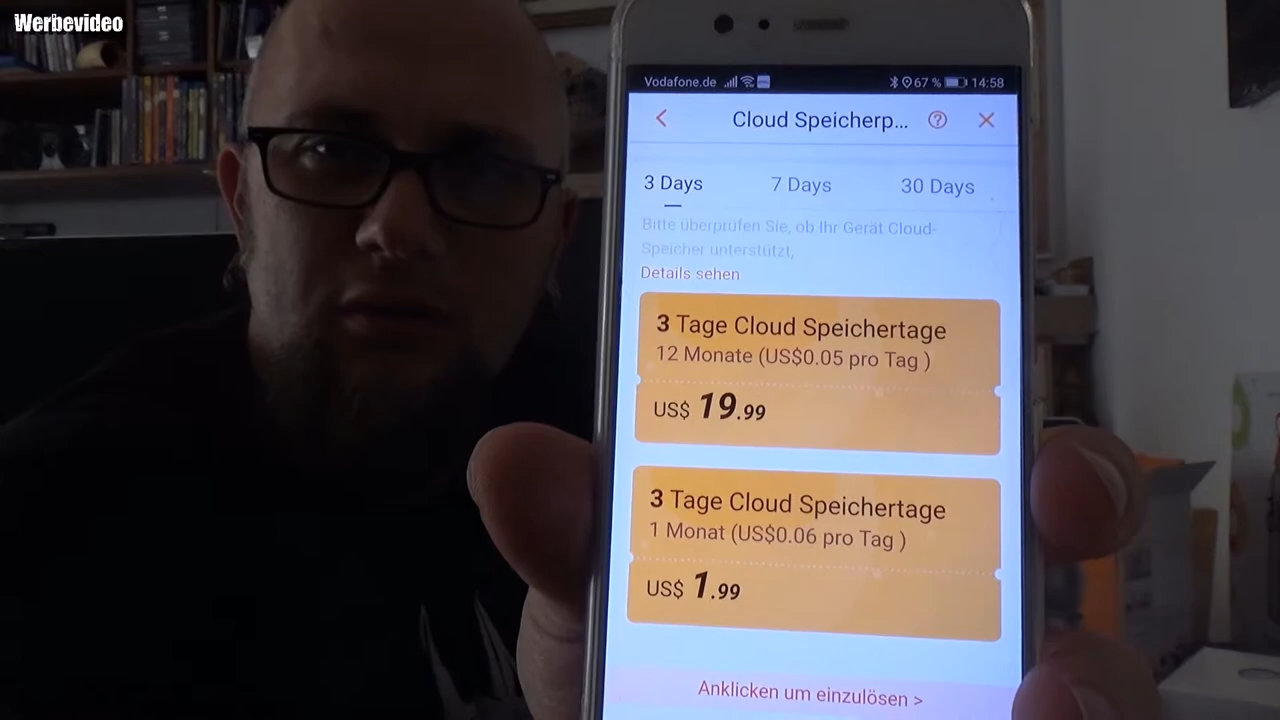 Werbevideo
Vodafone.de 67 % 14:58
Cloud Speicherp...
3 Days 7 Days 30 Days
Bitte überprüfen Sie, ob Ihr Gerät Cloud-
Speicher unterstützt,
Details sehen
3 Tage Cloud Speichertage
12 Monate (US$0.05 pro Tag )
US$ 19.99
3 Tage Cloud Speichertage
1 Monat (US$0.06 pro Tag )
US$ 1.99
Anklicken um einzulösen >